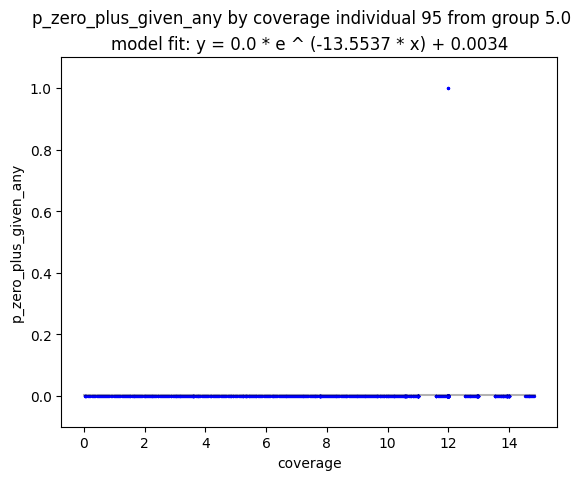 p_zero_plus_given_any by coverage individual 95 from group 5.0
model fit: y = 0.0 * e ^ (-13.5537 * x) + 0.0034
1.0
0.8
0.6
0.4
0.2
0.0
p_zero_plus_given_any
0 2 4 6 8 10 12 14
coverage